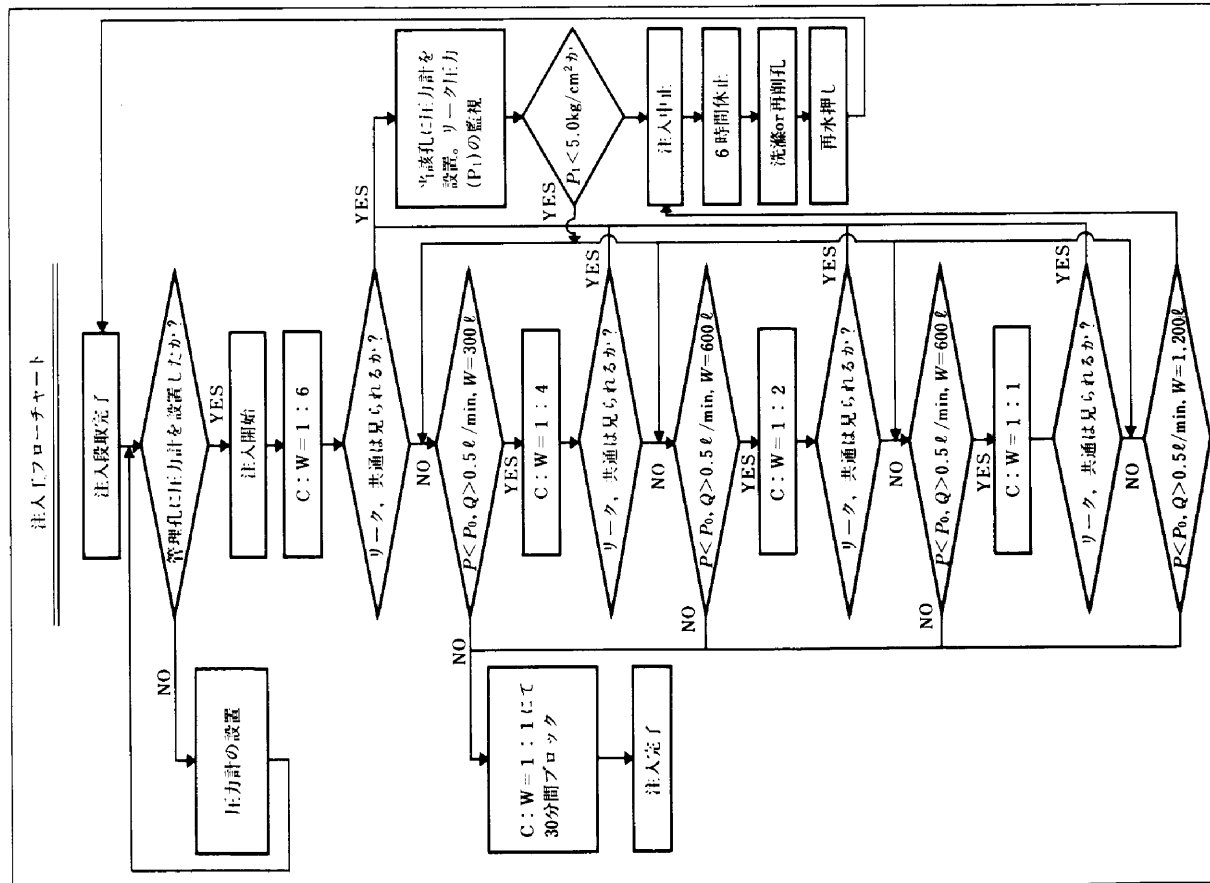 注入工フローチャート
注入段取完了
管理孔に圧力計を設置したか?
NO
圧力計の設置
YES
注入開始
C:W=1:6
リーク, 共通は見られるか?
YES
当該孔に圧力計を
設置。リーク圧力
(P₁)の監視
P₁<5.0kg/cm²か
YES
注入中止
6時間休止
洗滌or再削孔
再水押し
NO
P<P₀, Q>0.5ℓ/min, W=300ℓ
NO
C:W=1:1にて
30分間ブロック
注入完了
YES
C:W=1:4
リーク, 共通は見られるか?
YES
NO
P<P₀, Q>0.5ℓ/min, W=600ℓ
NO
YES
C:W=1:2
リーク, 共通は見られるか?
YES
NO
P<P₀, Q>0.5ℓ/min, W=600ℓ
NO
YES
C:W=1:1
リーク, 共通は見られるか?
YES
NO
P<P₀, Q>0.5ℓ/min, W=1,200ℓ